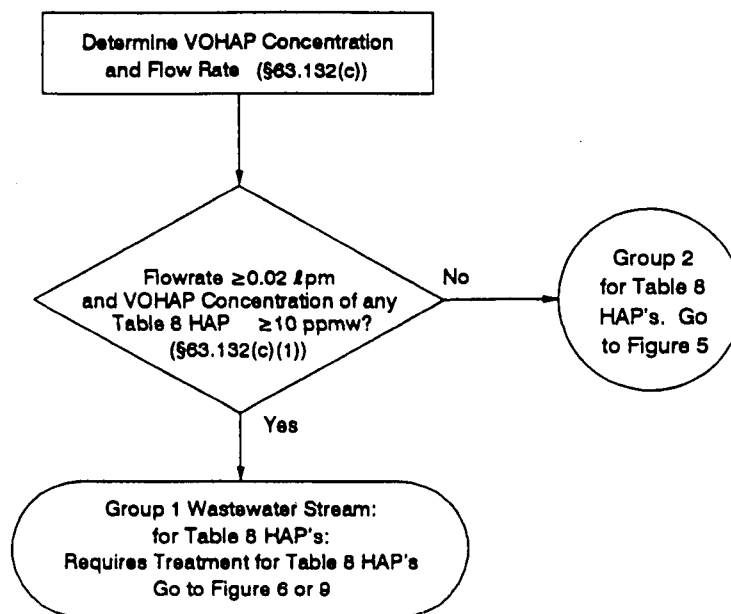 Determine VOHAP Concentration
and Flow Rate (§63.132(c))
Flowrate ≥0.02 ℓpm
and VOHAP Concentration of any
Table 8 HAP ≥10 ppmw?
(§63.132(c)(1))
No
Group 2
for Table 8
HAP's. Go
to Figure 5
Yes
Group 1 Wastewater Stream:
for Table 8 HAP's:
Requires Treatment for Table 8 HAP's
Go to Figure 6 or 9